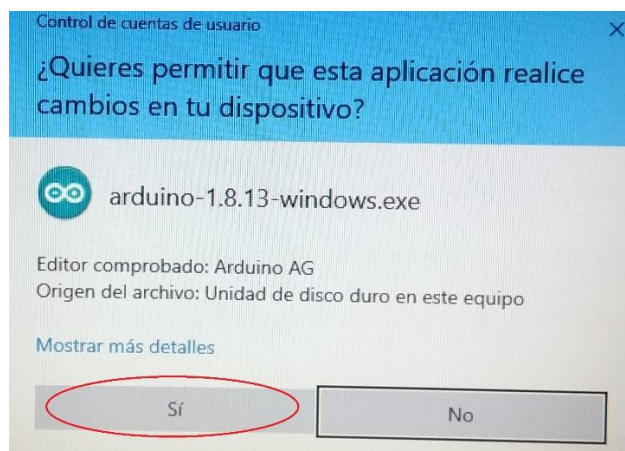 Control de cuentas de usuario
¿Quieres permitir que esta aplicación realice
cambios en tu dispositivo?
arduino-1.8.13-windows.exe
Editor comprobado: Arduino AG
Origen del archivo: Unidad de disco duro en este equipo
Mostrar más detalles
Sí
No